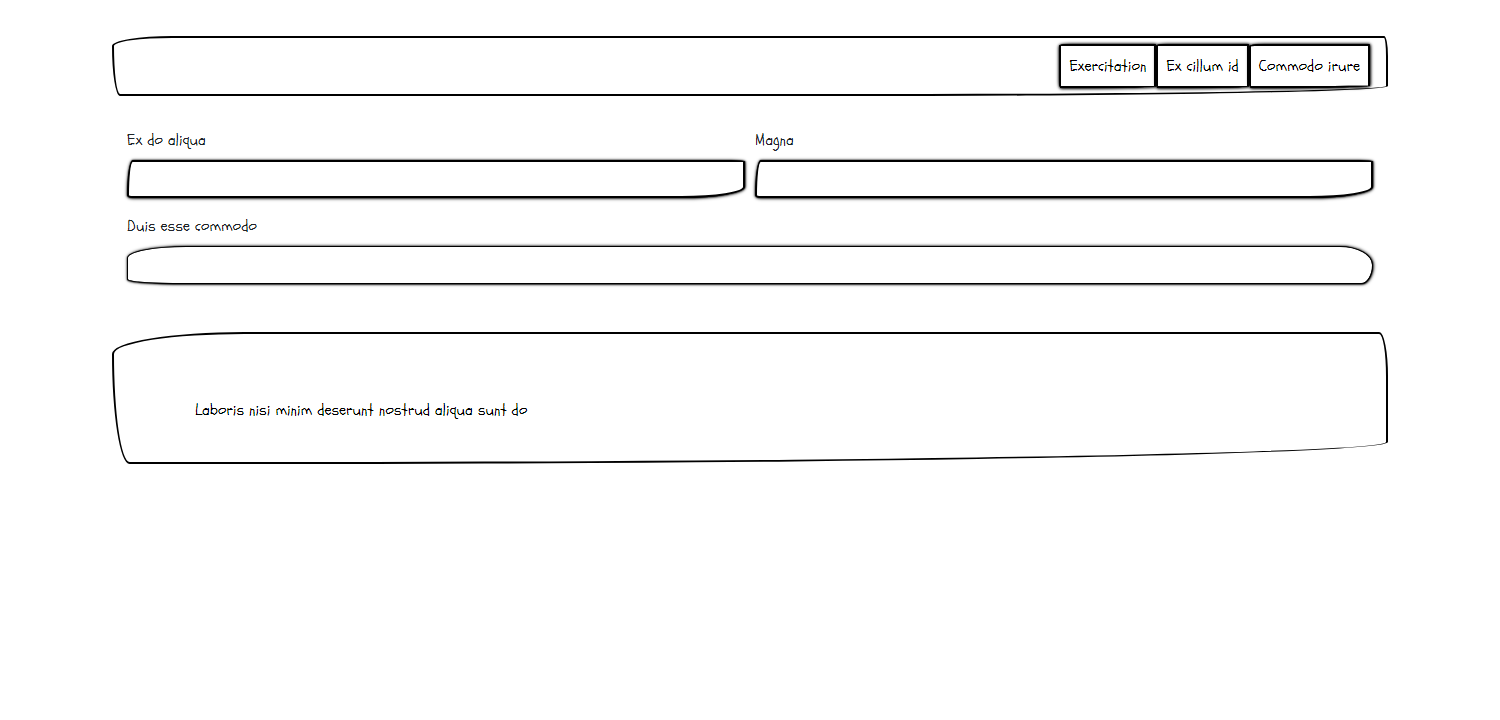 Exercitation Ex cillum id Commodo irure
Ex do aliqua Magna
Duis esse commodo
Laboris nisi minim deserunt nostrud aliqua sunt do